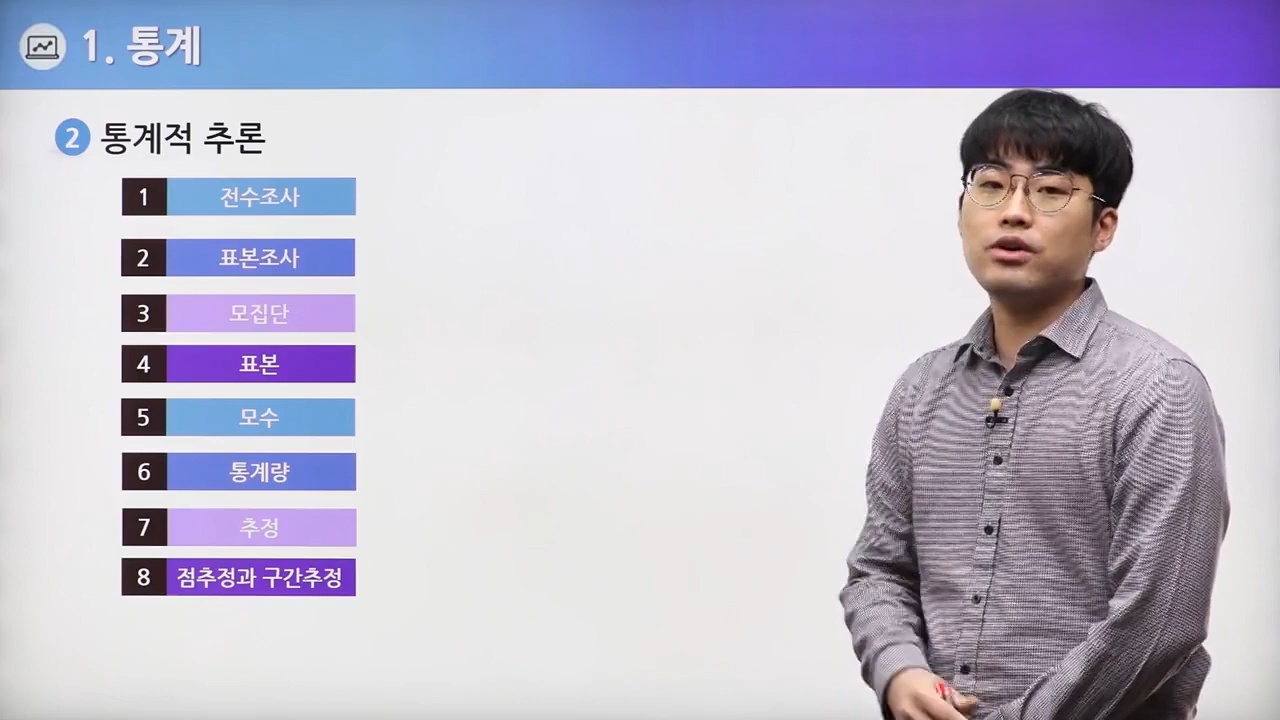 1. 통계
2 통계적 추론
1 전수조사
2 표본조사
3 모집단
4 표본
5 모수
6 통계량
7 추정
8 점추정과 구간추정